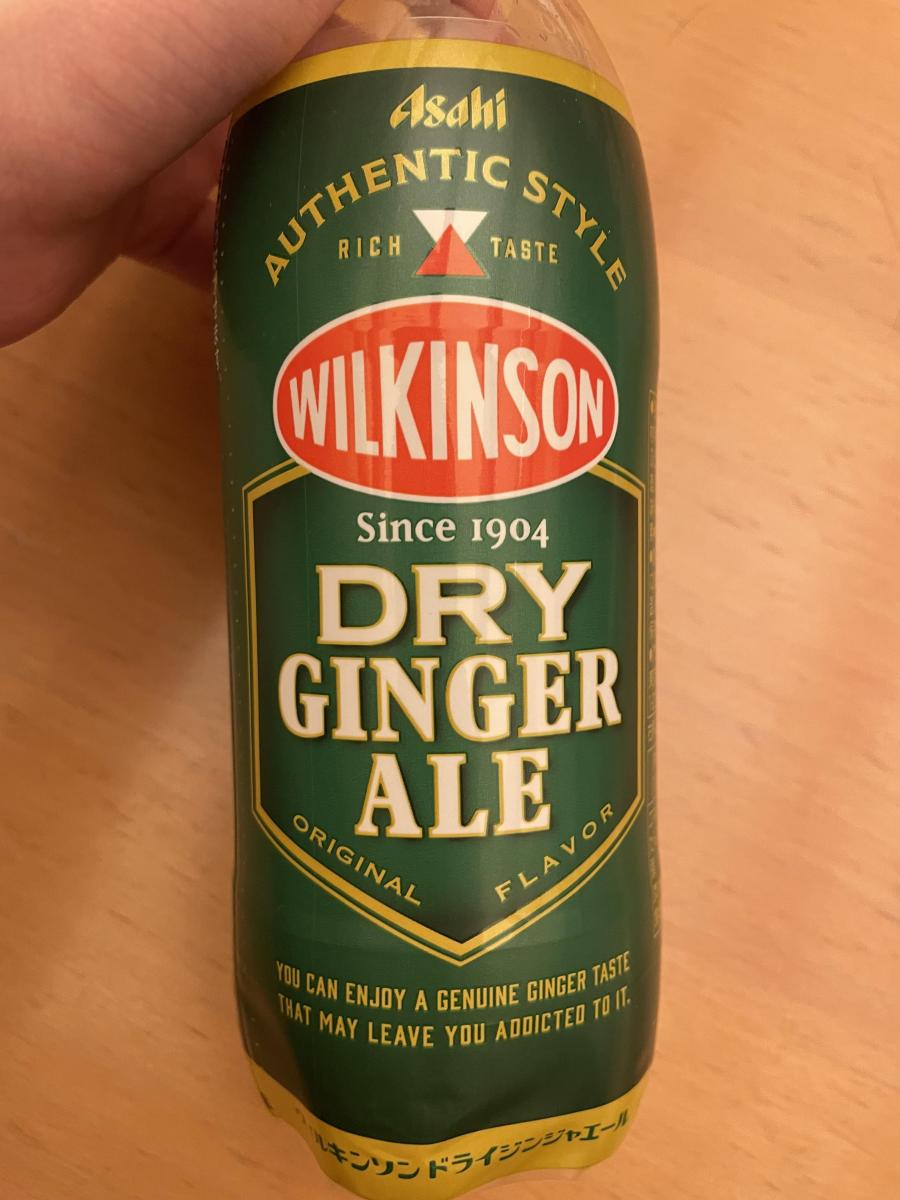 Asahi
AUTHENTIC STYLE
RICH TASTE
WILKINSON
Since 1904
DRY
GINGER
ALE
ORIGINAL FLAVOR
YOU CAN ENJOY A GENUINE GINGER TASTE
THAT MAY LEAVE YOU ADDICTED TO IT.
ルキンソン ドライジンジャエール